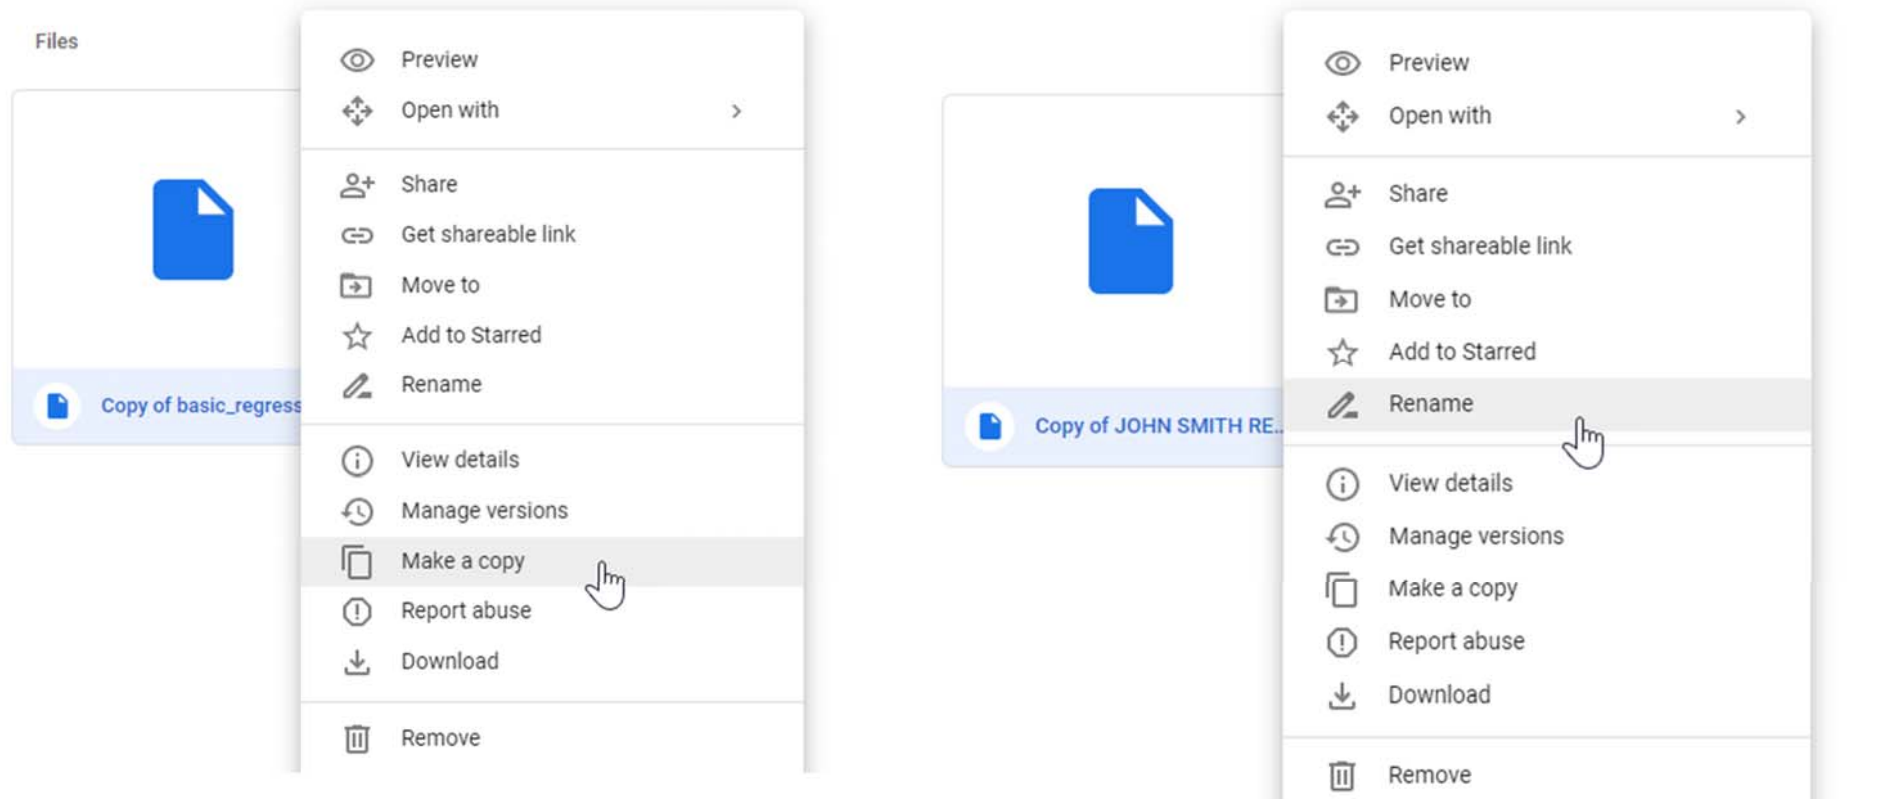 Files
Copy of basic_regress
Preview
Open with
Share
Get shareable link
Move to
Add to Starred
Rename
View details
Manage versions
Make a copy
Report abuse
Download
Remove
Copy of JOHN SMITH RE...
Preview
Open with
Share
Get shareable link
Move to
Add to Starred
Rename
View details
Manage versions
Make a copy
Report abuse
Download
Remove